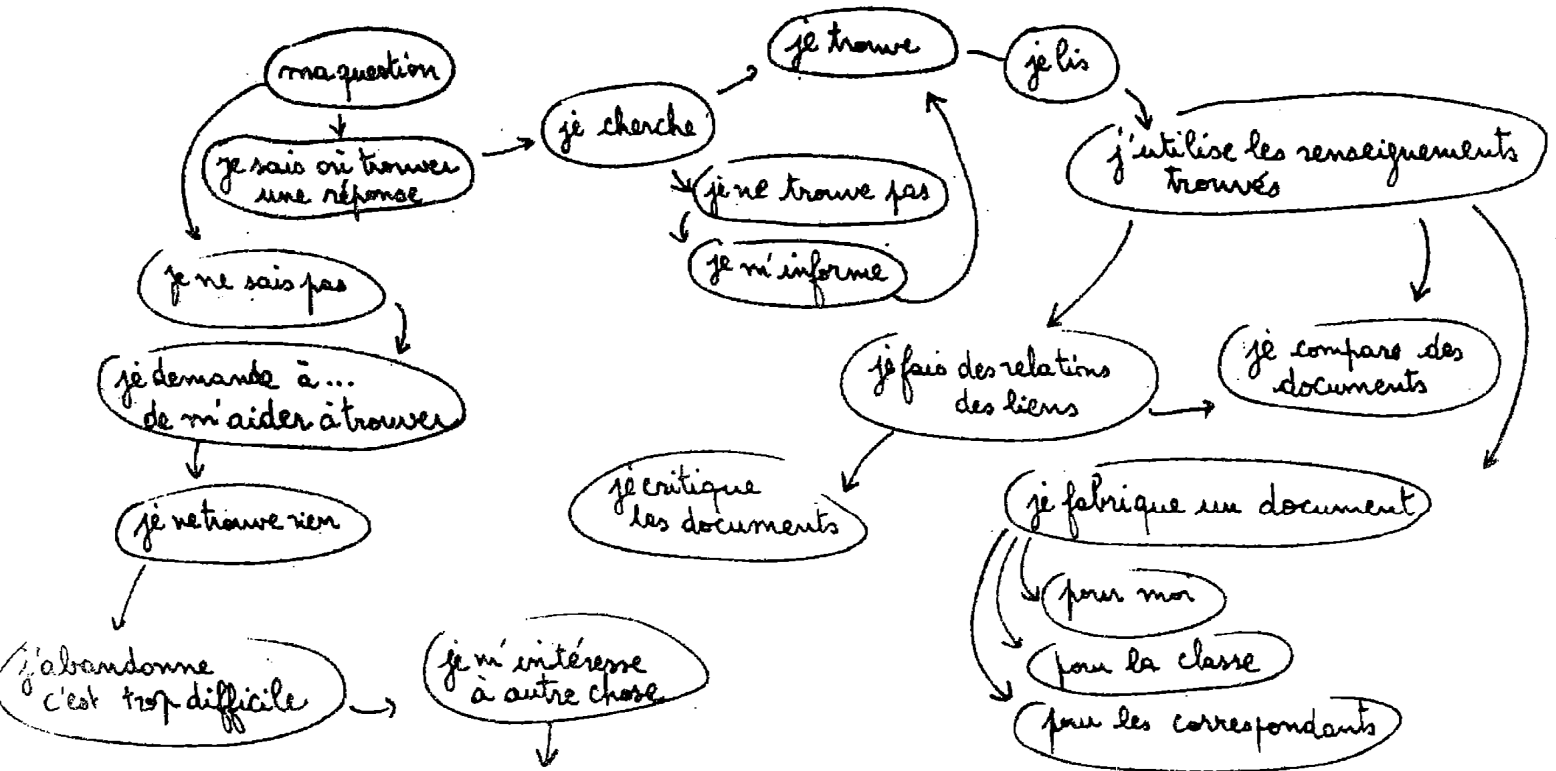 ma question
je sais où trouver
une réponse
je cherche
je trouve
je lis
j'utilise les renseignements
trouvés
je ne trouve pas
je m'informe
je ne sais pas
je demande à...
de m'aider à trouver
je ne trouve rien
j'abandonne
c'est trop difficile
je m'intéresse
à autre chose
je fais des relations
des liens
je compare des
documents
je critique
les documents
je fabrique un document
pour moi
pour la classe
pour les correspondants